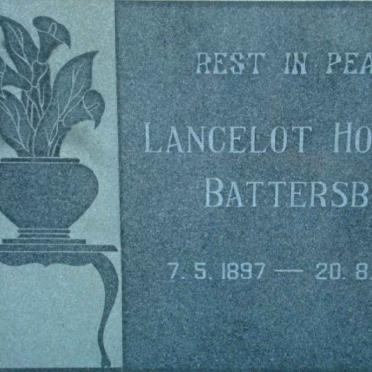 REST IN PEA
LANCELOT HO
BATTERSB
7. 5. 1897 — 20. 8.